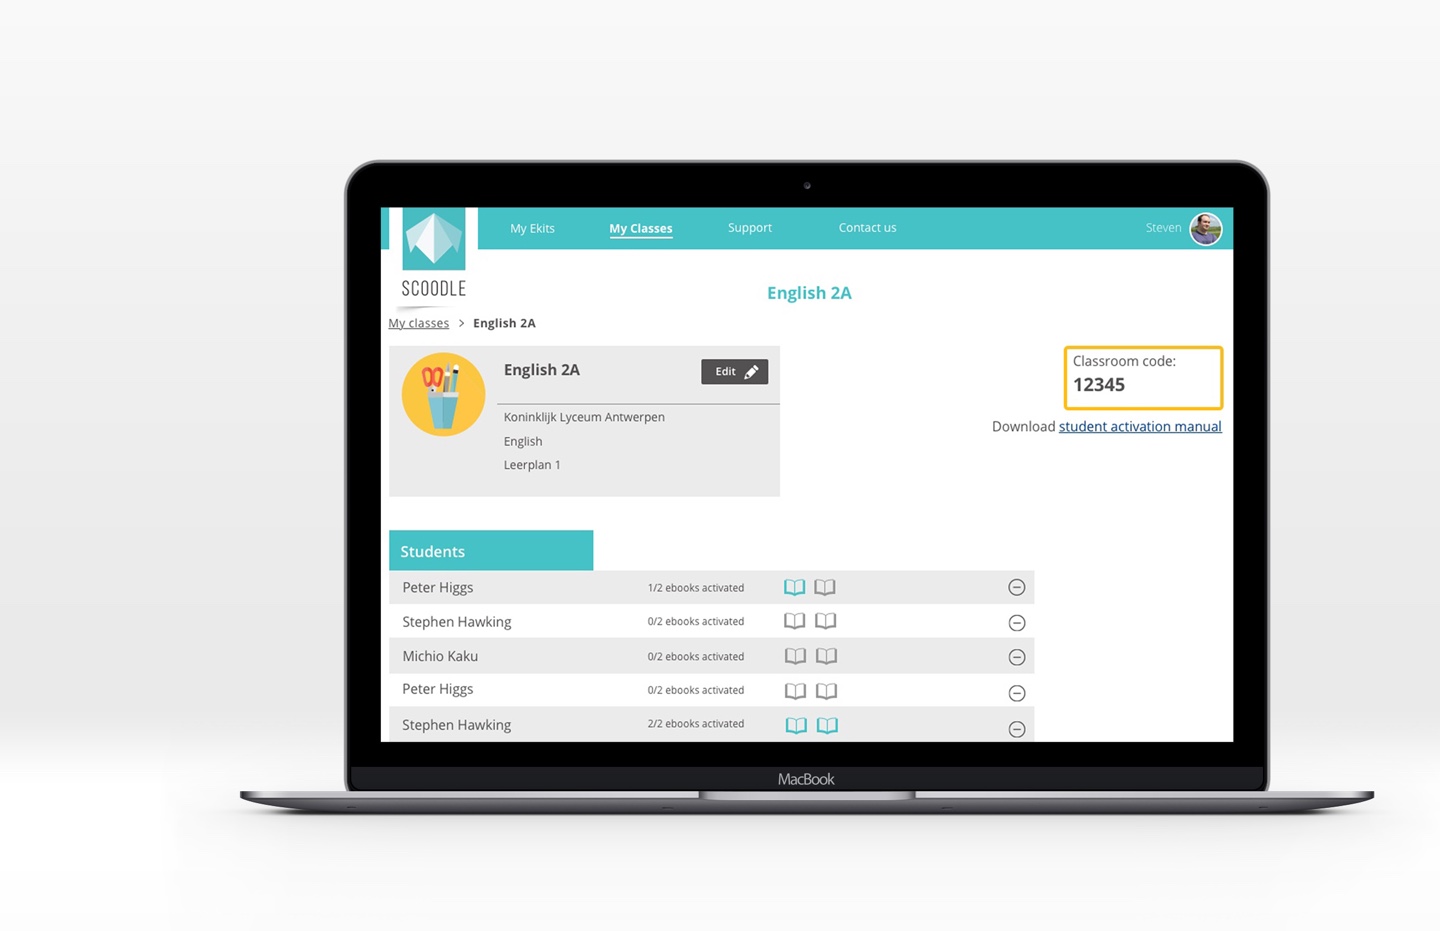 My Ekits
My Classes
Support
Contact us
Steven
SCOODLE
English 2A
My classes > English 2A
English 2A
Edit
Koninklijk Lyceum Antwerpen
English
Leerplan 1
Classroom code:
12345
Download student activation manual
Students
Peter Higgs 1/2 ebooks activated
Stephen Hawking 0/2 ebooks activated
Michio Kaku 0/2 ebooks activated
Peter Higgs 0/2 ebooks activated
Stephen Hawking 2/2 ebooks activated
MacBook